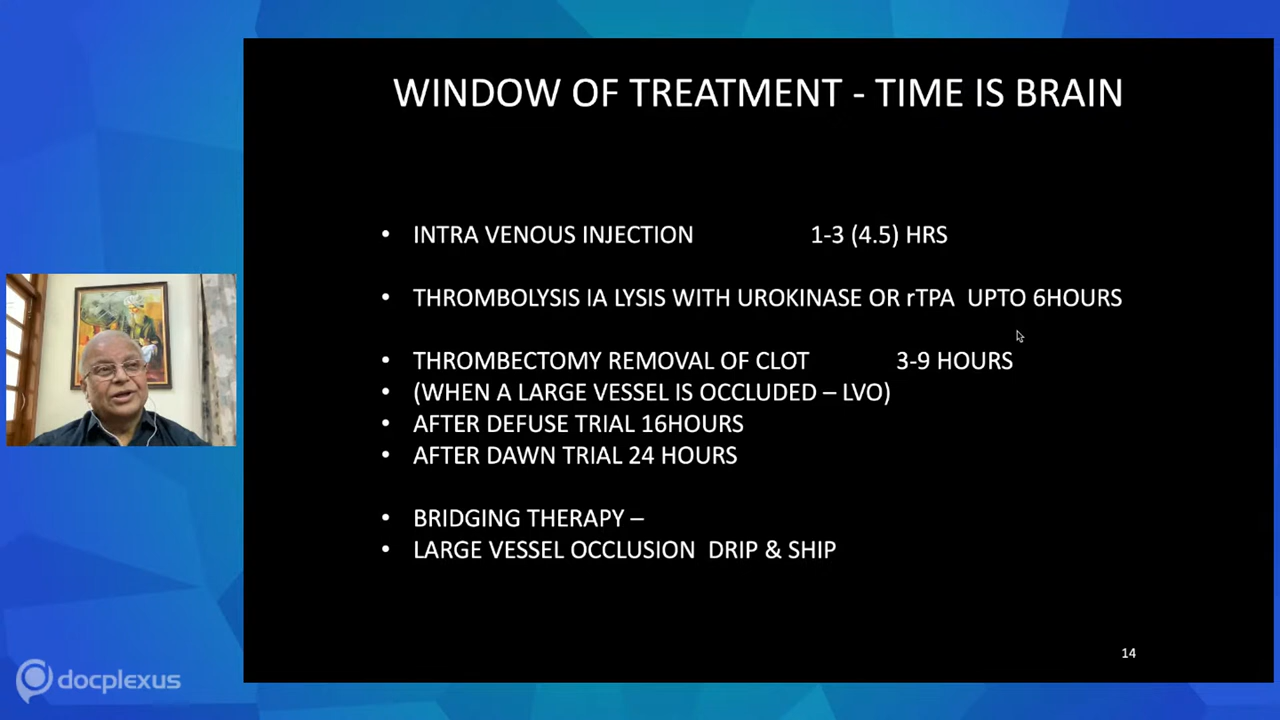 WINDOW OF TREATMENT - TIME IS BRAIN
• INTRA VENOUS INJECTION 1-3 (4.5) HRS
• THROMBOLYSIS IA LYSIS WITH UROKINASE OR rTPA UPTO 6HOURS
• THROMBECTOMY REMOVAL OF CLOT 3-9 HOURS
• (WHEN A LARGE VESSEL IS OCCLUDED – LVO)
• AFTER DEFUSE TRIAL 16HOURS
• AFTER DAWN TRIAL 24 HOURS
• BRIDGING THERAPY –
• LARGE VESSEL OCCLUSION DRIP & SHIP
14
docplexus